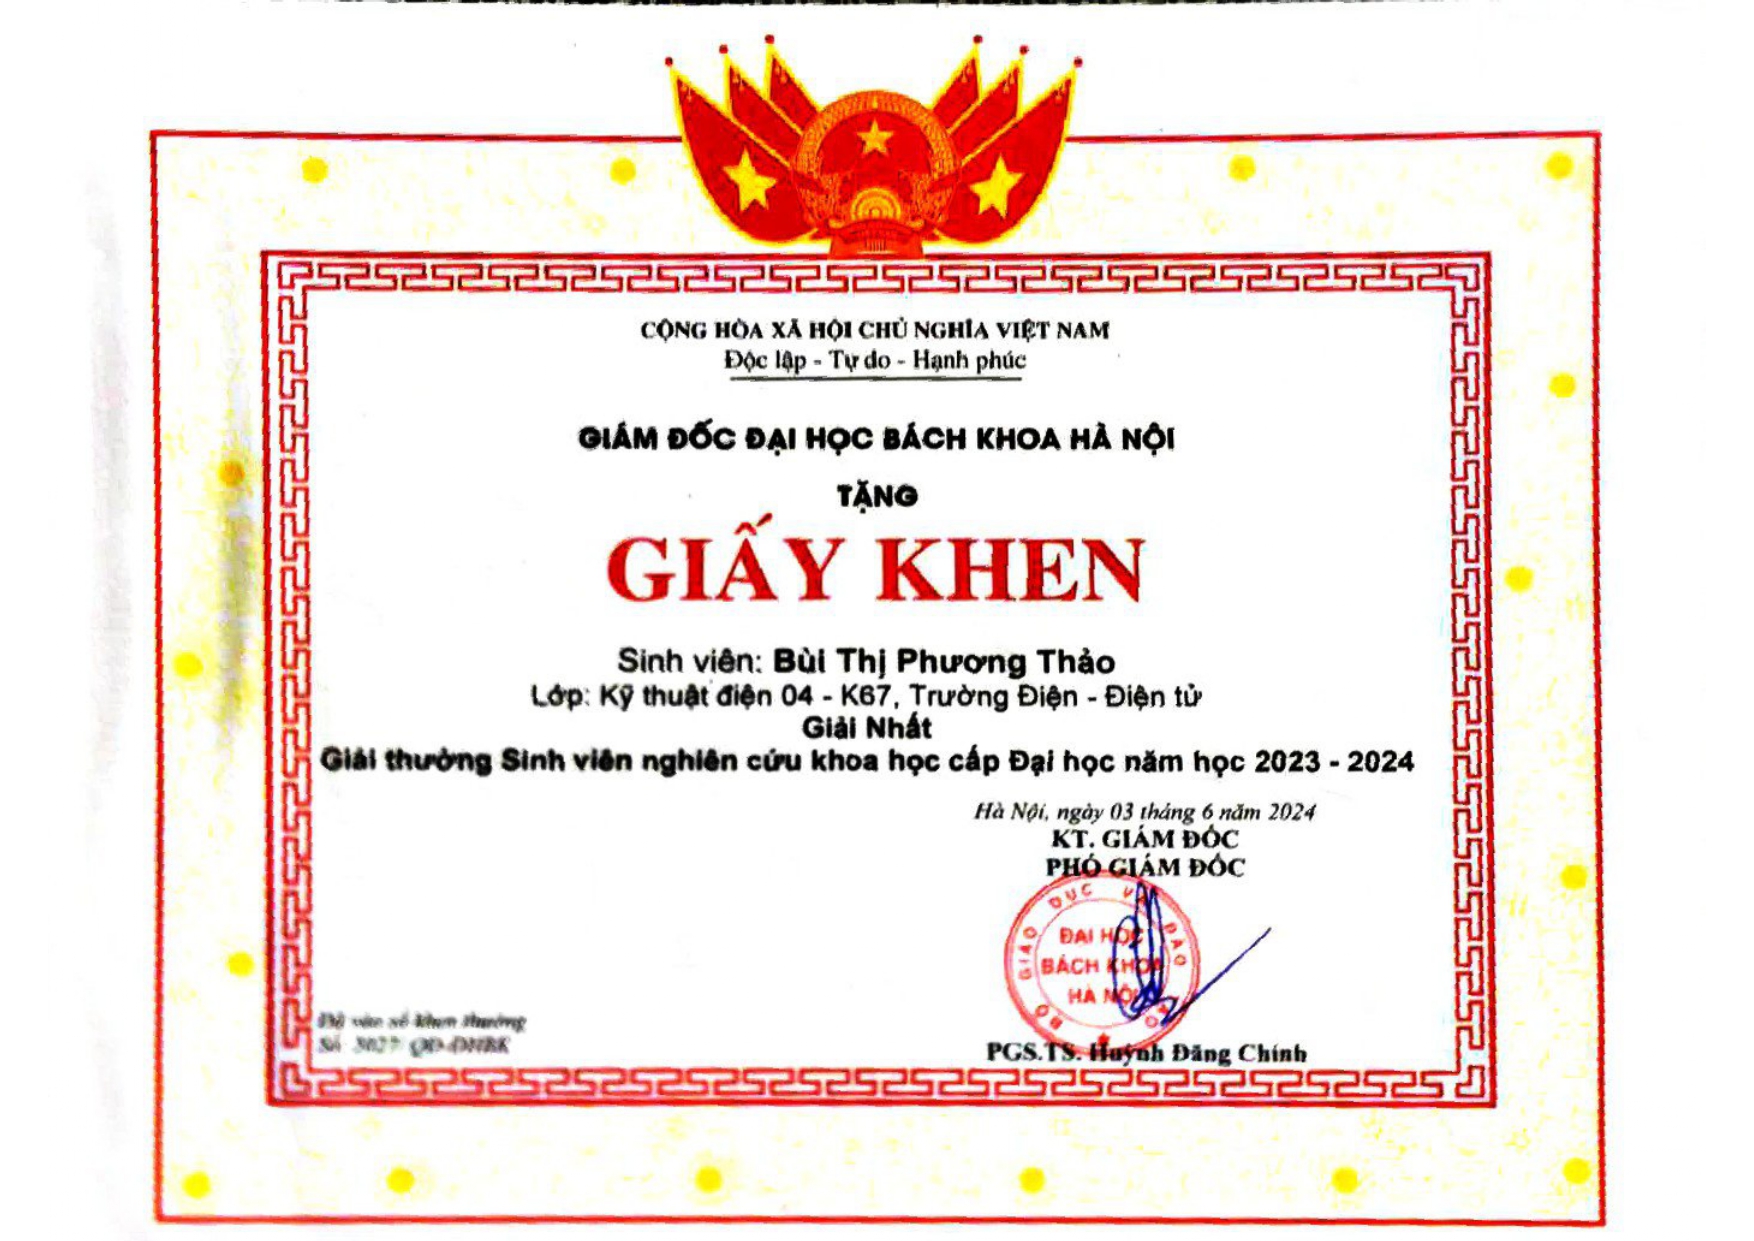 CỘNG HÒA XÃ HỘI CHỦ NGHĨA VIỆT NAM
Độc lập - Tự do - Hạnh phúc
GIÁM ĐỐC ĐẠI HỌC BÁCH KHOA HÀ NỘI
TẶNG
GIẤY KHEN
Sinh viên: Bùi Thị Phương Thảo
Lớp: Kỹ thuật điện 04 - K67, Trường Điện - Điện tử
Giải Nhất
Giải thưởng Sinh viên nghiên cứu khoa học cấp Đại học năm học 2023 - 2024
Hà Nội, ngày 03 tháng 6 năm 2024
KT. GIÁM ĐỐC
PHÓ GIÁM ĐỐC
BỘ GIÁO DỤC VÀ ĐÀO TẠO
ĐẠI HỌC
BÁCH KHOA
HÀ NỘI
PGS.TS. Huỳnh Đăng Chính
vào sổ khen thưởng
Số QĐ-ĐHBK